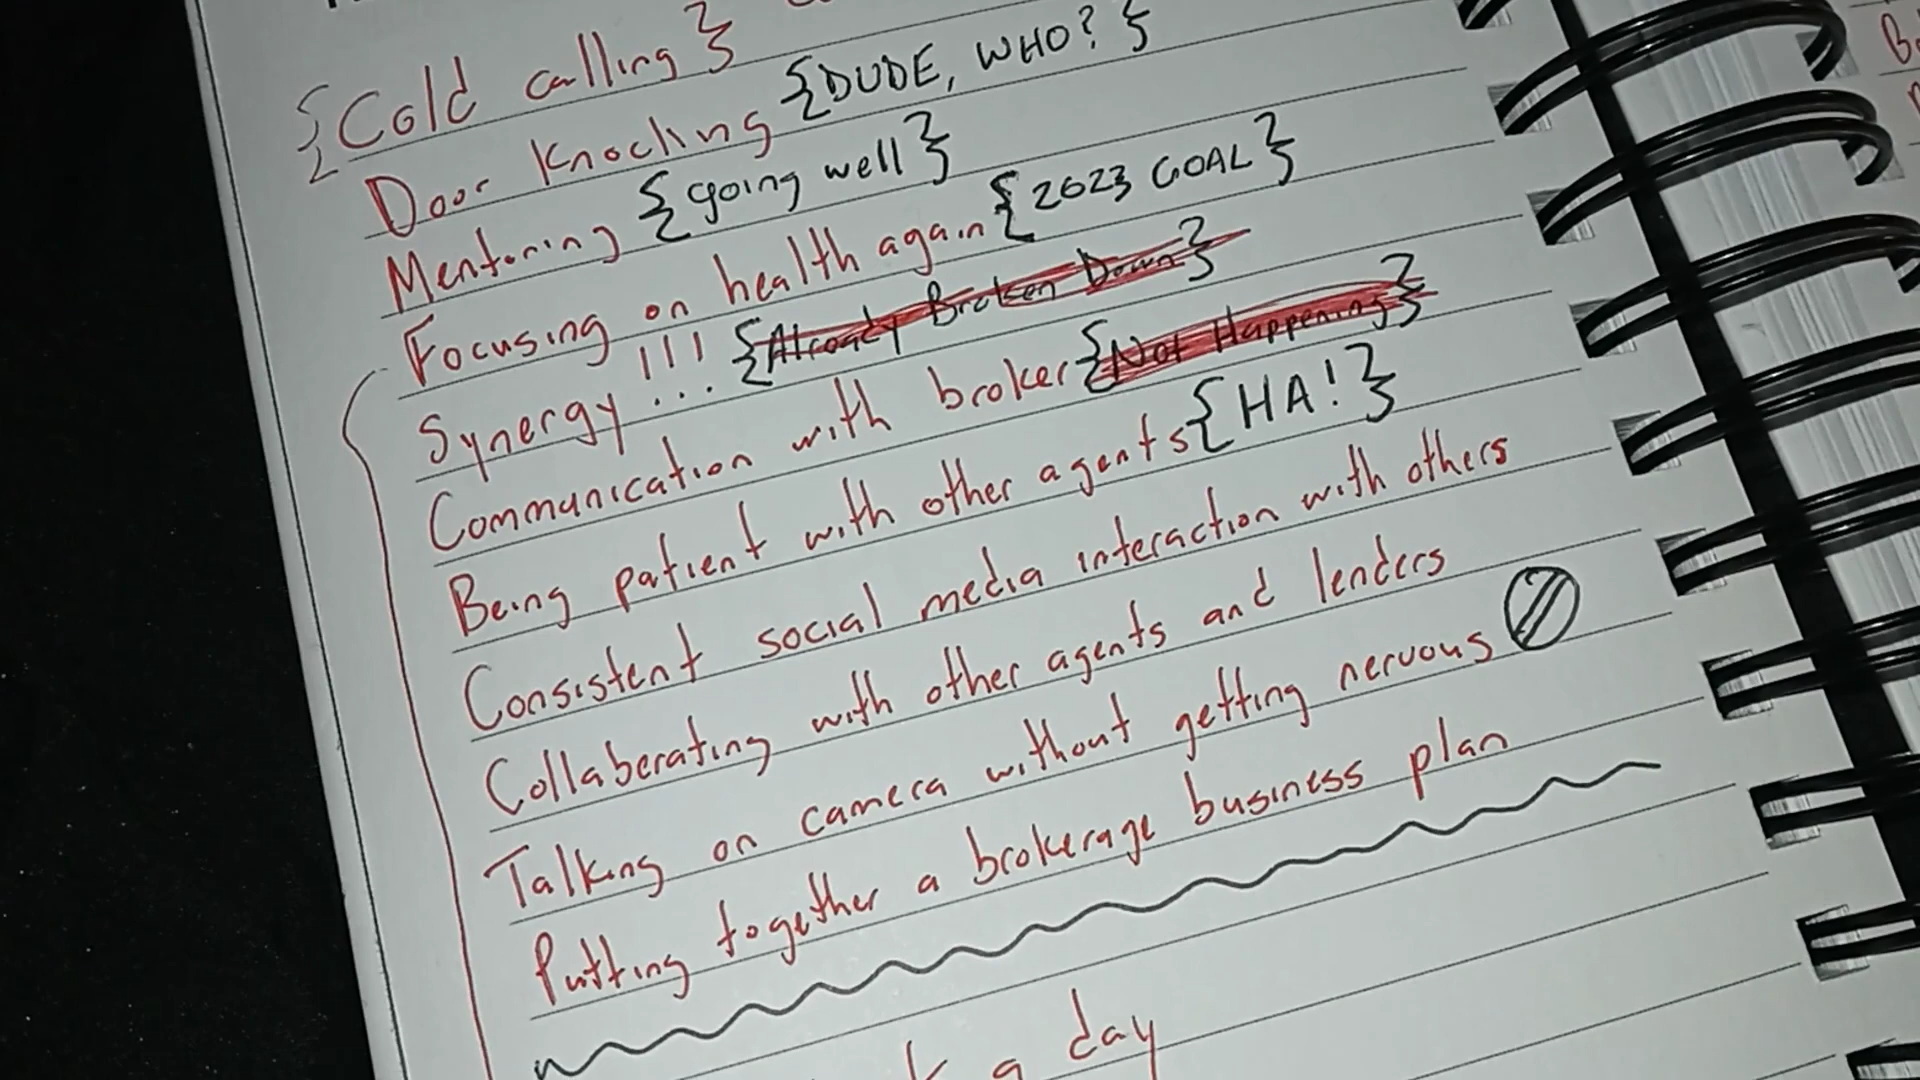 {Cold calling}
Door Knocking {DUDE, WHO?}
Mentoring {going well}
Focusing on health again {2023 GOAL}
Synergy !!!... {Already Broken Down}
Communication with broker {Not Happening}
Being patient with other agents {HA!}
Consistent social media interaction with others
Collaberating with other agents and lenders
Talking on camera without getting nervous
Putting together a brokerage business plan
a day